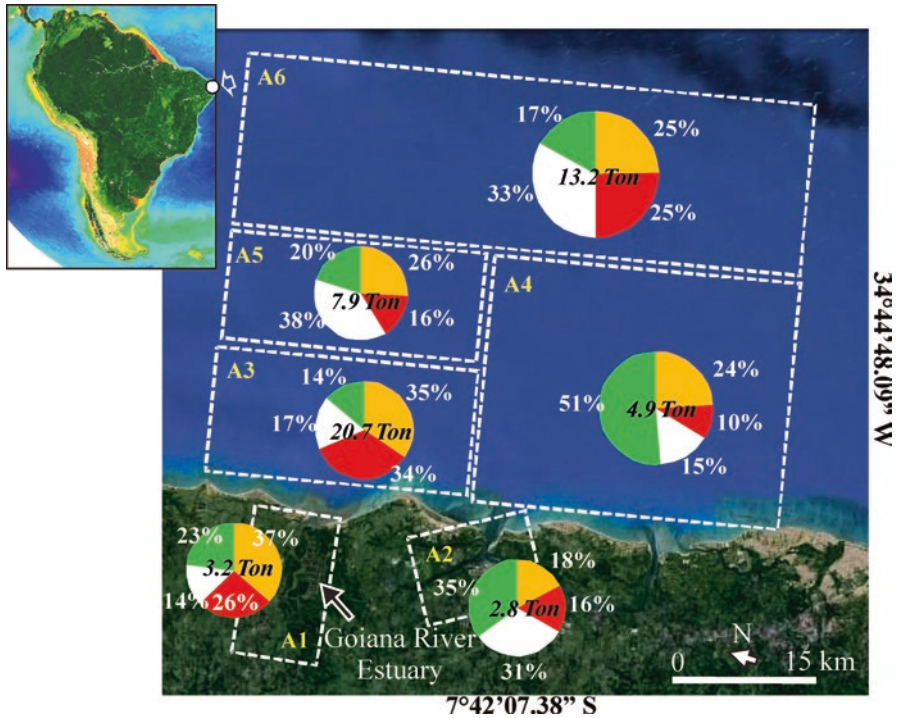 A6
17%
25%
13.2 Ton
33%
25%
A5
20%
26%
7.9 Ton
38%
16%
A4
24%
51%
4.9 Ton
10%
15%
A3
14%
35%
17%
20.7 Ton
34%
34°44'48.00" W
23%
37%
3.2 Ton
14%
26%
A1
Goiana River
Estuary
A2
18%
35%
2.8 Ton
16%
31%
N
0 15 km
7°42'07.38" S